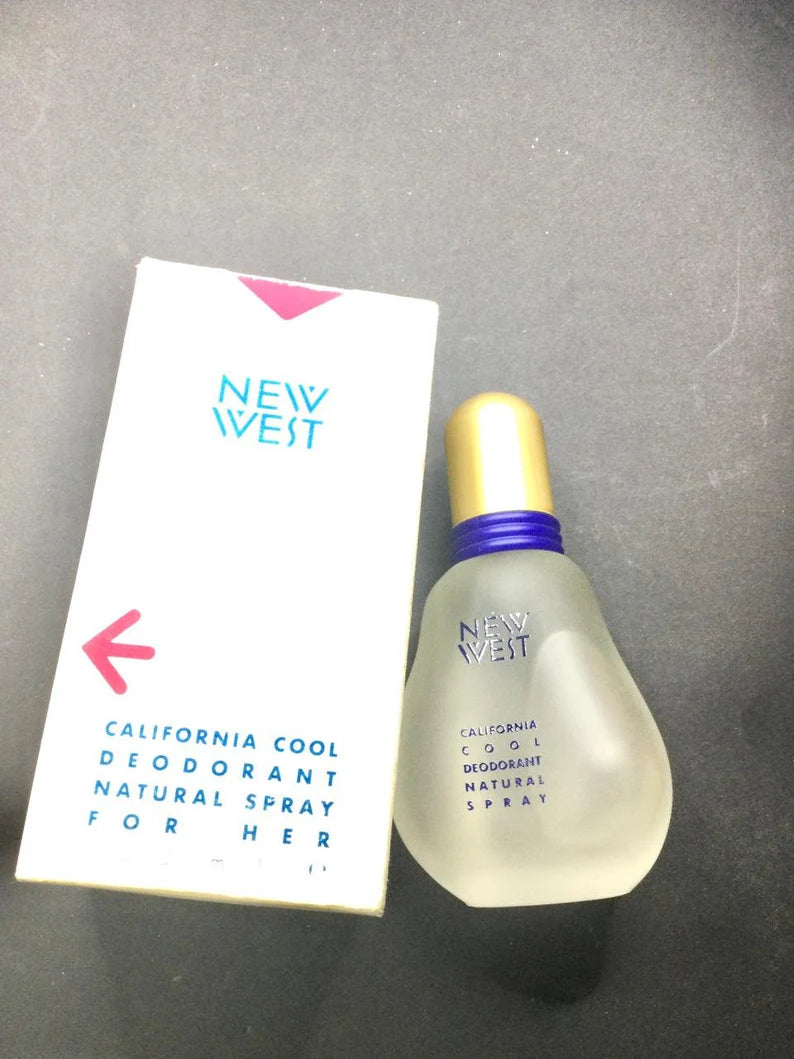 NEW
WEST
CALIFORNIA COOL
DEODORANT
NATURAL SPRAY
FOR HER
NEW
WEST
CALIFORNIA
COOL
DEODORANT
NATURAL
SPRAY